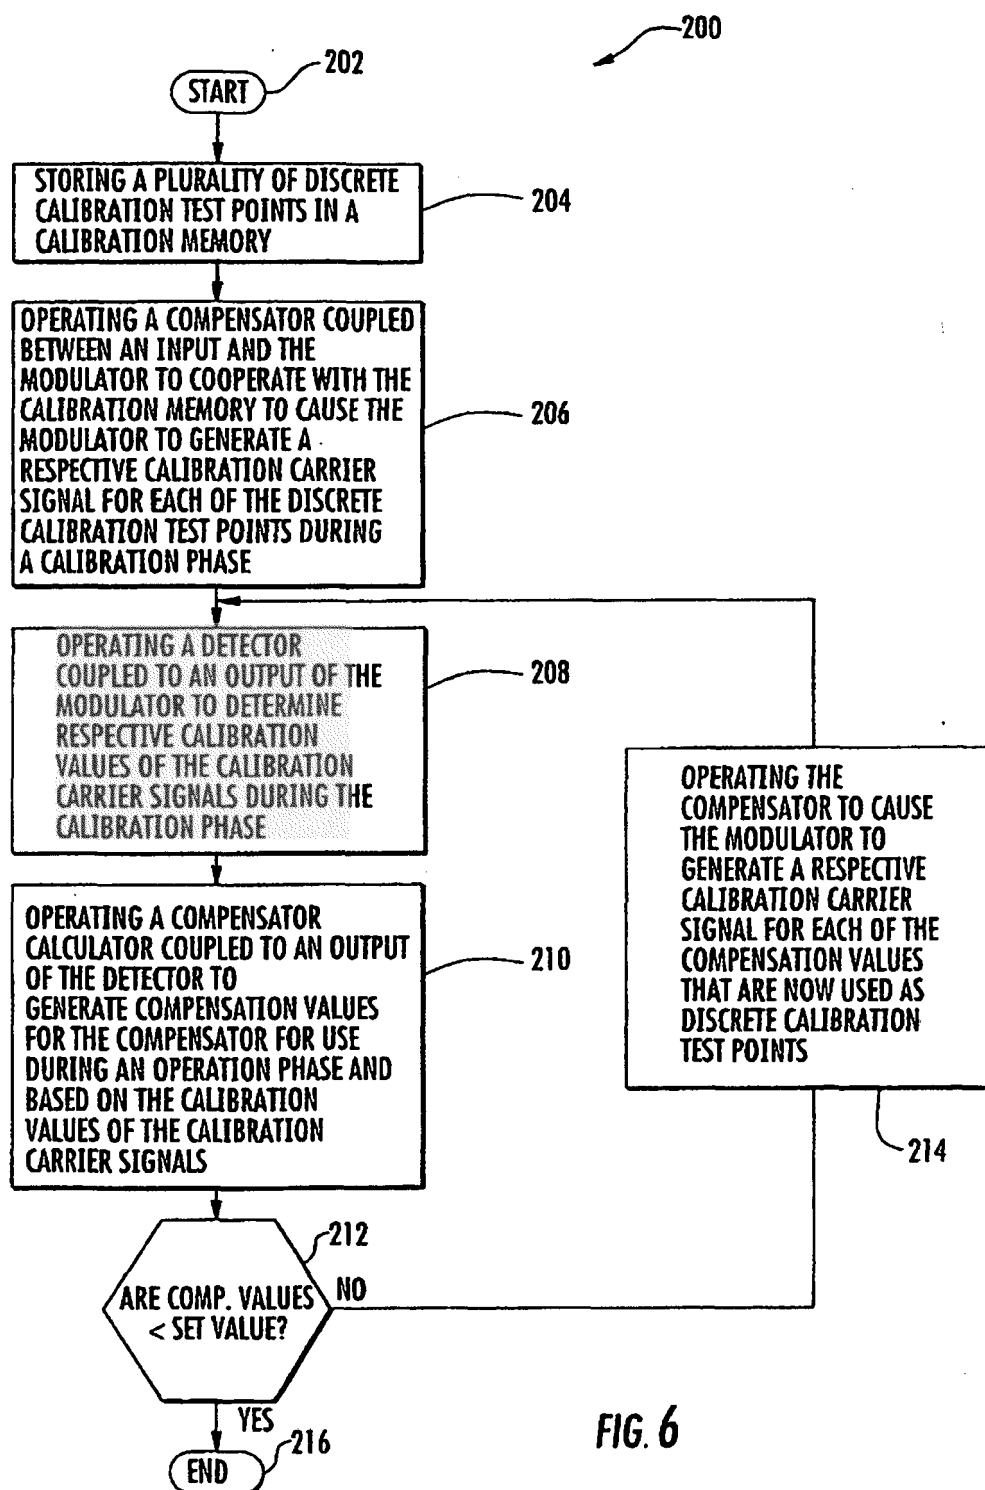 200
202
START
STORING A PLURALITY OF DISCRETE
CALIBRATION TEST POINTS IN A
CALIBRATION MEMORY
204
OPERATING A COMPENSATOR COUPLED
BETWEEN AN INPUT AND THE
MODULATOR TO COOPERATE WITH THE
CALIBRATION MEMORY TO CAUSE THE
MODULATOR TO GENERATE A
RESPECTIVE CALIBRATION CARRIER
SIGNAL FOR EACH OF THE DISCRETE
CALIBRATION TEST POINTS DURING
A CALIBRATION PHASE
206
OPERATING A DETECTOR
COUPLED TO AN OUTPUT OF THE
MODULATOR TO DETERMINE
RESPECTIVE CALIBRATION
VALUES OF THE CALIBRATION
CARRIER SIGNALS DURING THE
CALIBRATION PHASE
208
OPERATING A COMPENSATOR
CALCULATOR COUPLED TO AN OUTPUT
OF THE DETECTOR TO
GENERATE COMPENSATION VALUES
FOR THE COMPENSATOR FOR USE
DURING AN OPERATION PHASE AND
BASED ON THE CALIBRATION
VALUES OF THE CALIBRATION
CARRIER SIGNALS
210
OPERATING THE
COMPENSATOR TO CAUSE
THE MODULATOR TO
GENERATE A RESPECTIVE
CALIBRATION CARRIER
SIGNAL FOR EACH OF THE
COMPENSATION VALUES
THAT ARE NOW USED AS
DISCRETE CALIBRATION
TEST POINTS
214
212
ARE COMP. VALUES
< SET VALUE?
NO
YES
END
216
FIG. 6